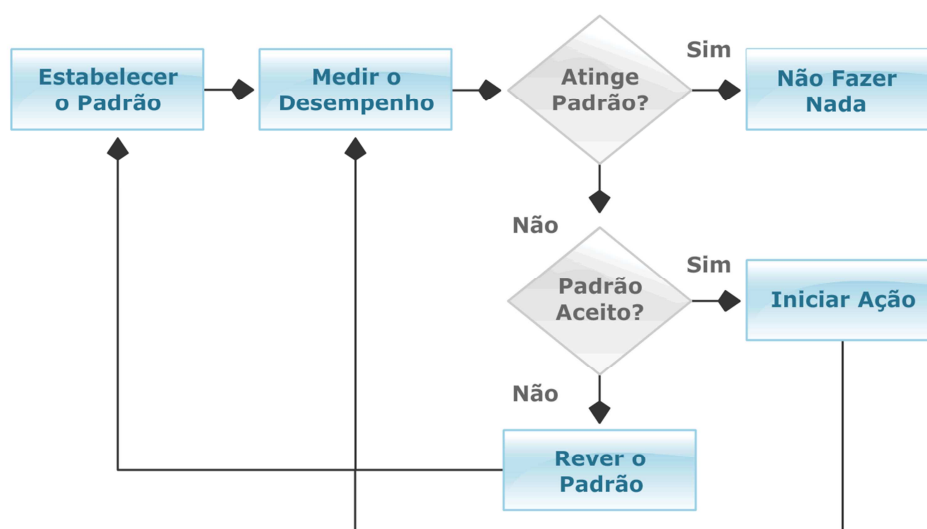 Estabelecer
o Padrão
Medir o
Desempenho
Atinge
Padrão?
Sim
Não Fazer
Nada
Não
Padrão
Aceito?
Sim
Iniciar Ação
Não
Rever o
Padrão